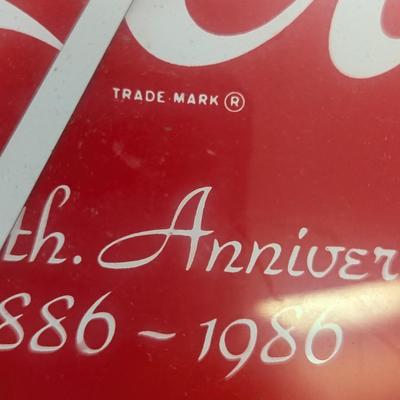 TRADE·MARK ®
th. Anniver
886 ~ 1986